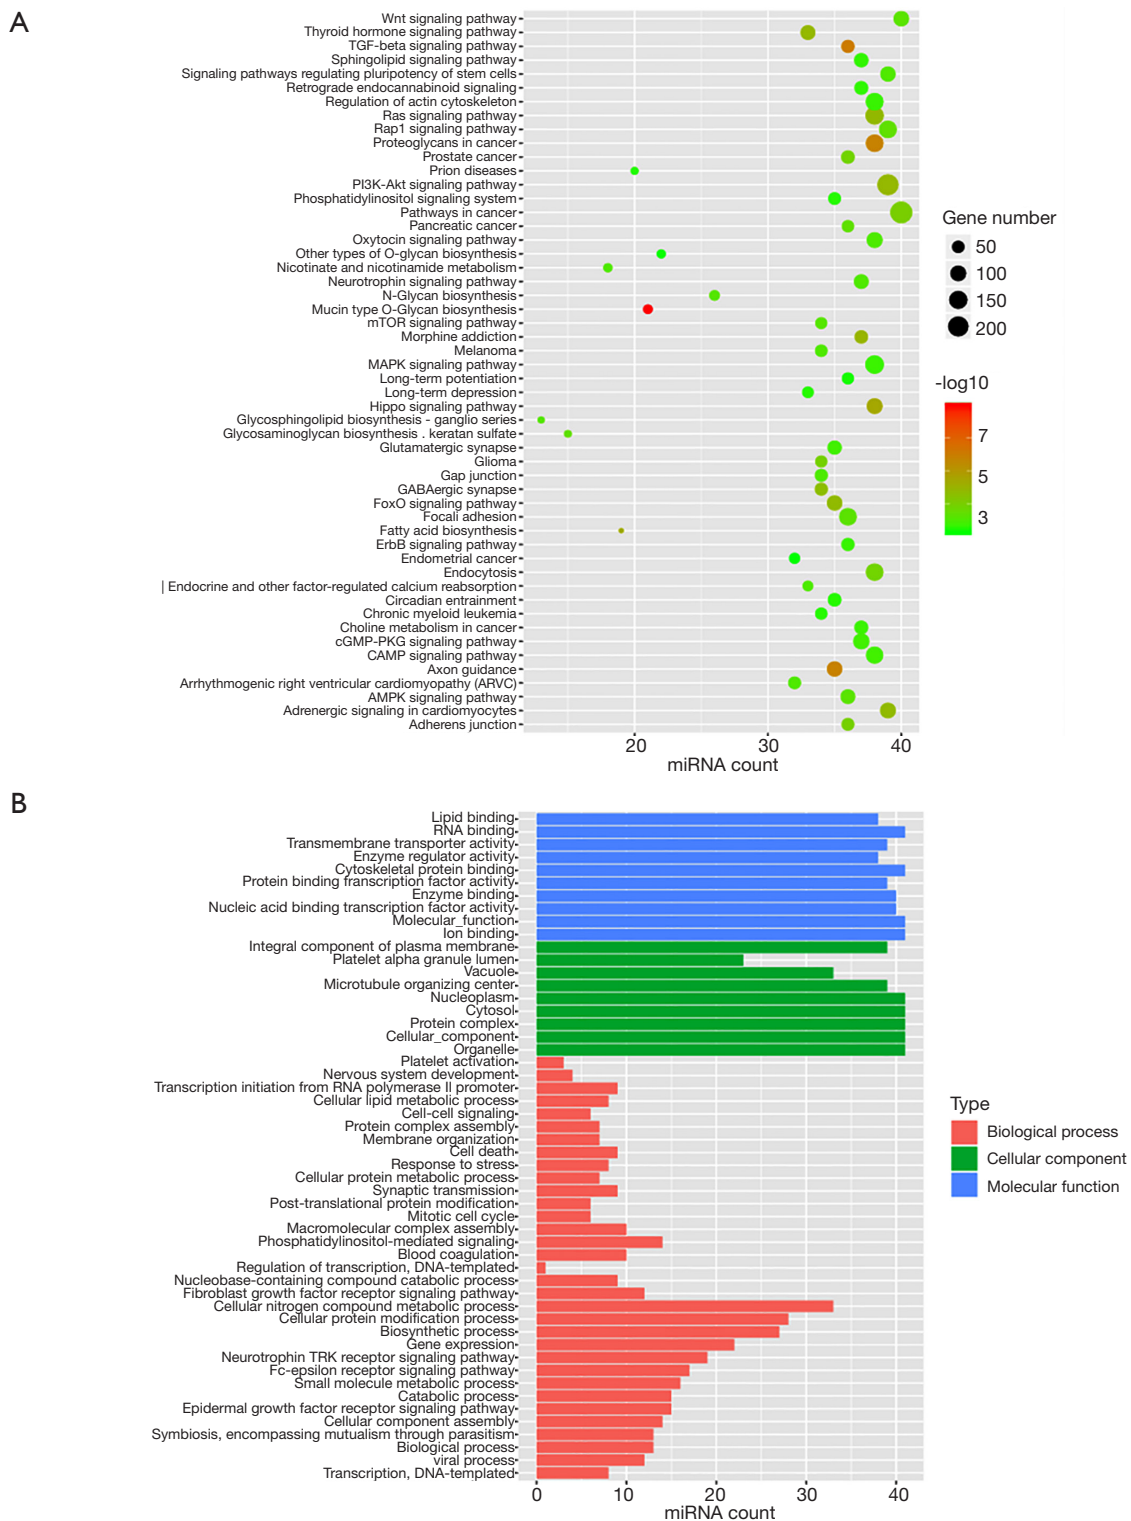 A
Wnt signaling pathway
Thyroid hormone signaling pathway
TGF-beta signaling pathway
Sphingolipid signaling pathway
Signaling pathways regulating pluripotency of stem cells
Retrograde endocannabinoid signaling
Regulation of actin cytoskeleton
Ras signaling pathway
Rap1 signaling pathway
Proteoglycans in cancer
Prostate cancer
Prion diseases
PI3K-Akt signaling pathway
Phosphatidylinositol signaling system
Pathways in cancer
Pancreatic cancer
Oxytocin signaling pathway
Other types of O-glycan biosynthesis
Nicotinate and nicotinamide metabolism
Neurotrophin signaling pathway
N-Glycan biosynthesis
Mucin type O-Glycan biosynthesis
mTOR signaling pathway
Morphine addiction
Melanoma
MAPK signaling pathway
Long-term potentiation
Long-term depression
Hippo signaling pathway
Glycosphingolipid biosynthesis - ganglio series
Glycosaminoglycan biosynthesis . keratan sulfate
Glutamatergic synapse
Glioma
Gap junction
GABAergic synapse
FoxO signaling pathway
Focali adhesion
Fatty acid biosynthesis
ErbB signaling pathway
Endometrial cancer
Endocytosis
| Endocrine and other factor-regulated calcium reabsorption
Circadian entrainment
Chronic myeloid leukemia
Choline metabolism in cancer
cGMP-PKG signaling pathway
CAMP signaling pathway
Axon guidance
Arrhythmogenic right ventricular cardiomyopathy (ARVC)
AMPK signaling pathway
Adrenergic signaling in cardiomyocytes
Adherens junction
20 30 40
miRNA count
Gene number
50
100
150
200
-log10
7
5
3
B
Lipid binding
RNA binding
Transmembrane transporter activity
Enzyme regulator activity
Cytoskeletal protein binding
Protein binding transcription factor activity
Enzyme binding
Nucleic acid binding transcription factor activity
Molecular_function
Ion binding
Integral component of plasma membrane
Platelet alpha granule lumen
Vacuole
Microtubule organizing center
Nucleoplasm
Cytosol
Protein complex
Cellular_component
Organelle
Platelet activation
Nervous system development
Transcription initiation from RNA polymerase II promoter
Cellular lipid metabolic process
Cell-cell signaling
Protein complex assembly
Membrane organization
Cell death
Response to stress
Cellular protein metabolic process
Synaptic transmission
Post-translational protein modification
Mitotic cell cycle
Macromolecular complex assembly
Phosphatidylinositol-mediated signaling
Blood coagulation
Regulation of transcription, DNA-templated
Nucleobase-containing compound catabolic process
Fibroblast growth factor receptor signaling pathway
Cellular nitrogen compound metabolic process
Cellular protein modification process
Biosynthetic process
Gene expression
Neurotrophin TRK receptor signaling pathway
Fc-epsilon receptor signaling pathway
Small molecule metabolic process
Catabolic process
Epidermal growth factor receptor signaling pathway
Cellular component assembly
Symbiosis, encompassing mutualism through parasitism
Biological process
viral process
Transcription, DNA-templated
0 10 20 30 40
miRNA count
Type
Biological process
Cellular component
Molecular function